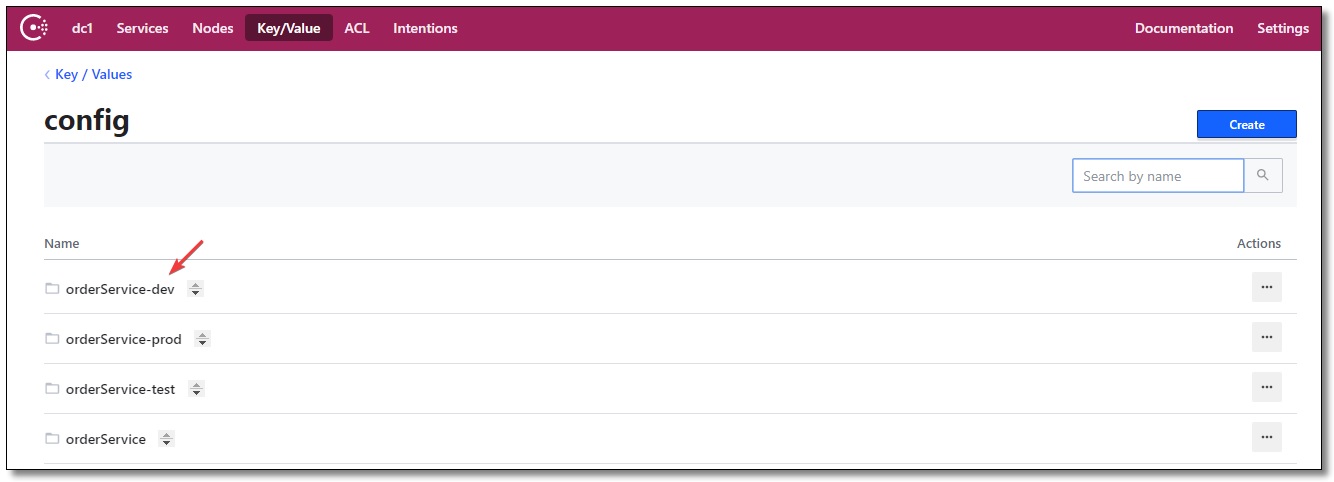 dc1 Services Nodes Key/Value ACL Intentions Documentation Settings
Key / Values
config
Create
Search by name
Name Actions
orderService-dev
orderService-prod
orderService-test
orderService